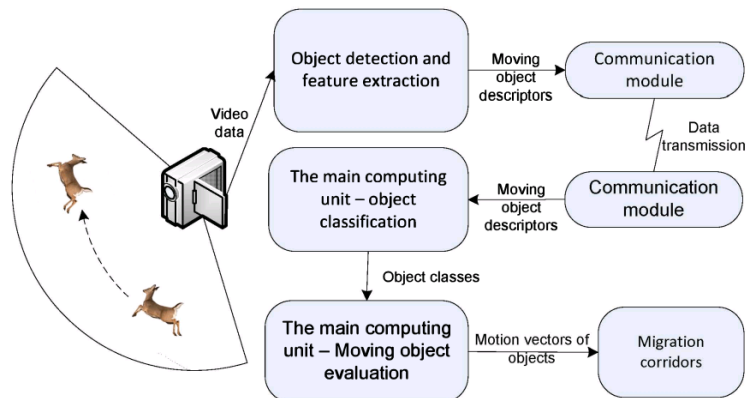 Object detection and
feature extraction
Moving
object
descriptors
Communication
module
Video
data
Data
transmission
The main computing
unit – object
classification
Moving
object
descriptors
Communication
module
Object classes
The main computing
unit – Moving object
evaluation
Motion vectors of
objects
Migration
corridors